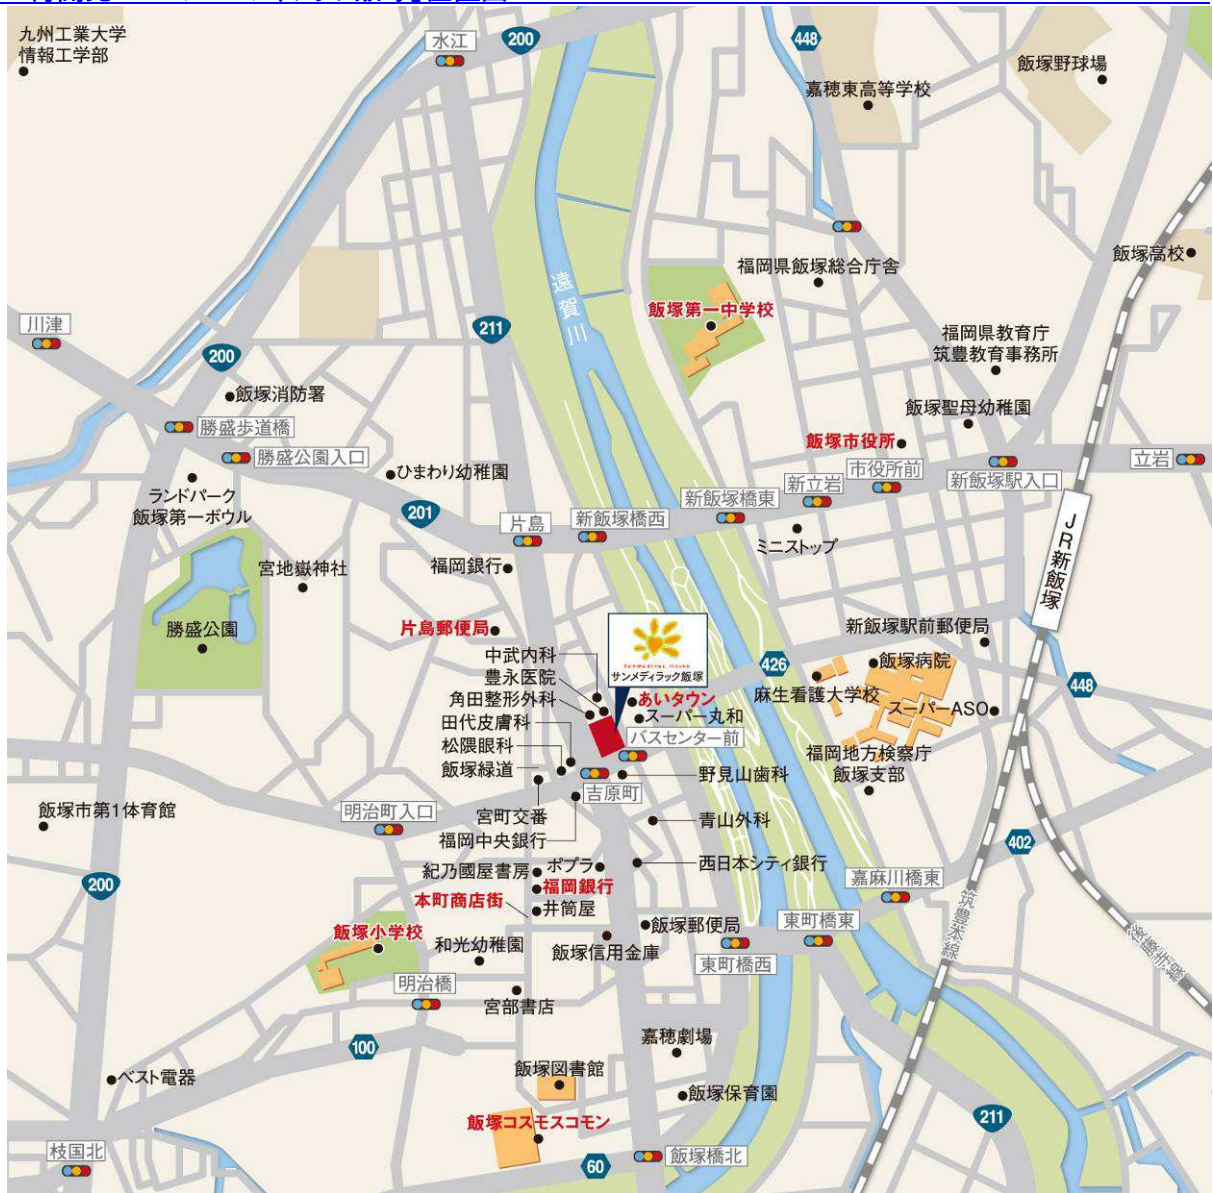 九州工業大学
情報工学部
水江
200
448
嘉穂東高等学校
飯塚野球場
飯塚高校
福岡県飯塚総合庁舎
遠賀川
飯塚第一中学校
川津
211
200
福岡県教育庁
筑豊教育事務所
飯塚消防署
飯塚聖母幼稚園
勝盛歩道橋
飯塚市役所
勝盛公園入口
ひまわり幼稚園
市役所前
新飯塚駅入口
立岩
新立岩
新飯塚橋東
ランドパーク
飯塚第一ボウル
201
片島
新飯塚橋西
ミニストップ
JR新飯塚
福岡銀行
宮地嶽神社
勝盛公園
片島郵便局
新飯塚駅前郵便局
中武内科
サンメディラック飯塚
426
飯塚病院
豊永医院
448
角田整形外科
あいタウン
麻生看護大学校
スーパーASO
スーパー丸和
田代皮膚科
バスセンター前
松隈眼科
福岡地方検察庁
飯塚支部
飯塚緑道
野見山歯科
吉原町
飯塚市第1体育館
明治町入口
宮町交番
青山外科
福岡中央銀行
402
紀乃國屋書房
ポプラ
西日本シティ銀行
200
福岡銀行
嘉麻川橋東
本町商店街
井筒屋
筑豊本線
飯塚小学校
飯塚郵便局
東町橋東
和光幼稚園
飯塚信用金庫
後藤寺線
東町橋西
明治橋
宮部書店
100
嘉穂劇場
飯塚図書館
ベスト電器
飯塚保育園
飯塚コスモスコモン
211
枝国北
60
飯塚橋北